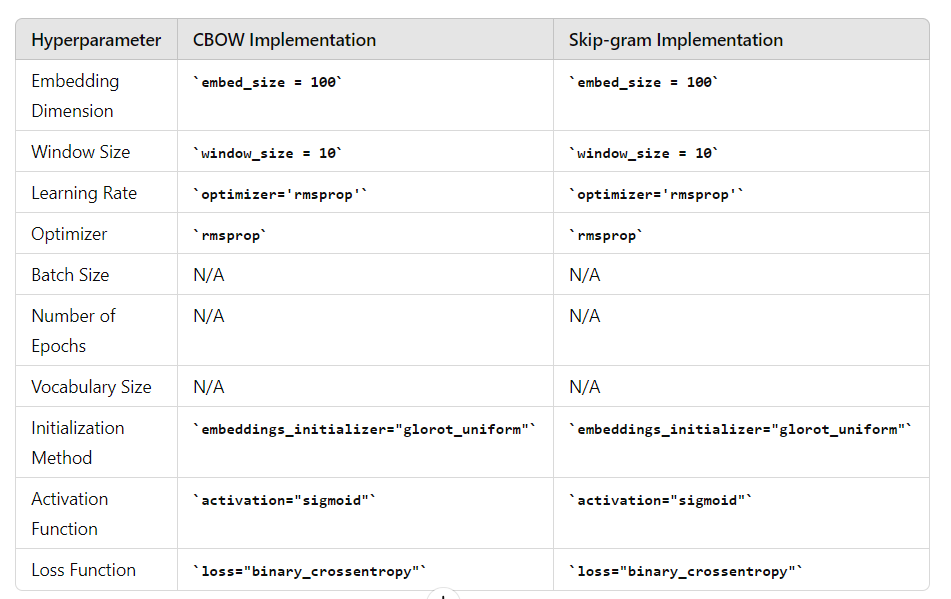 Hyperparameter CBOW Implementation Skip-gram Implementation
Embedding Dimension `embed_size = 100` `embed_size = 100`
Window Size `window_size = 10` `window_size = 10`
Learning Rate `optimizer='rmsprop'` `optimizer='rmsprop'`
Optimizer `rmsprop` `rmsprop`
Batch Size N/A N/A
Number of Epochs N/A N/A
Vocabulary Size N/A N/A
Initialization Method `embeddings_initializer="glorot_uniform"` `embeddings_initializer="glorot_uniform"`
Activation Function `activation="sigmoid"` `activation="sigmoid"`
Loss Function `loss="binary_crossentropy"` `loss="binary_crossentropy"`